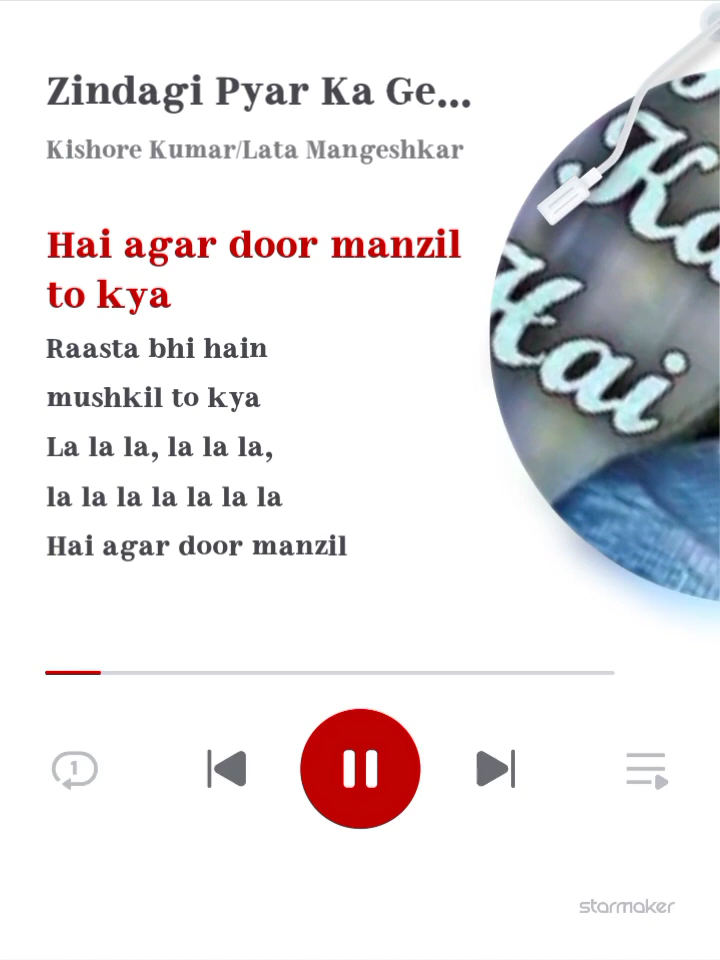 Zindagi Pyar Ka Ge...
Kishore Kumar/Lata Mangeshkar
Hai agar door manzil
to kya
Raasta bhi hain
mushkil to kya
La la la, la la la,
la la la la la la la
Hai agar door manzil
Hai
1
starmaker